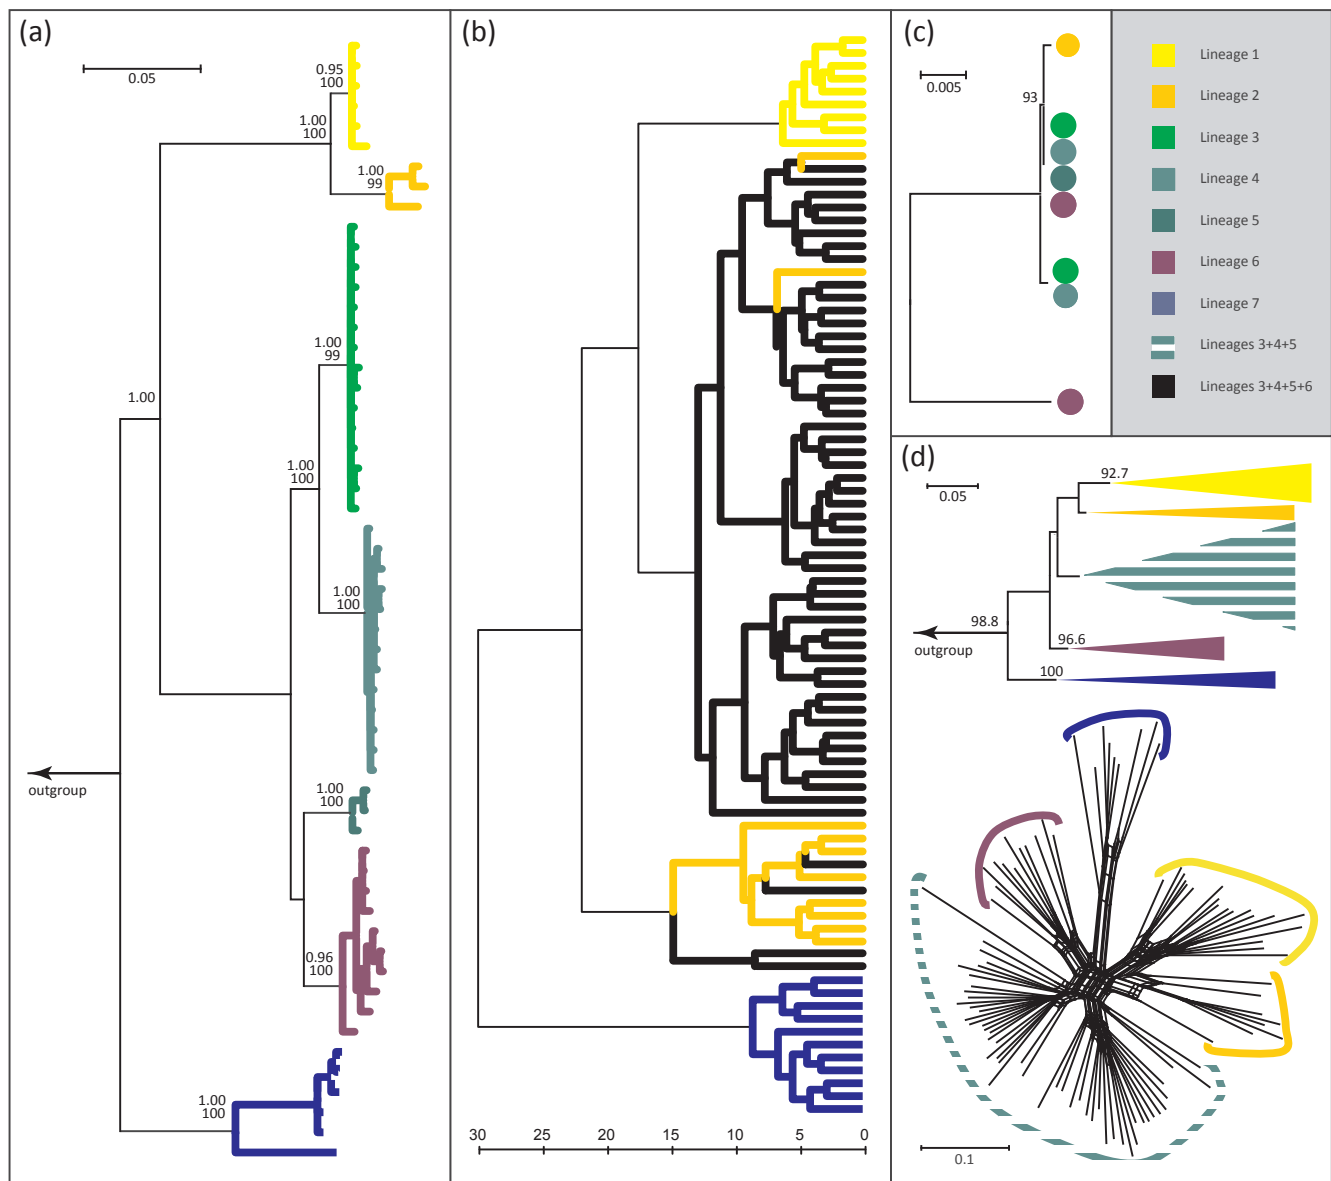 (a)
0.05
0.95
100
1.00
100
1.00
99
1.00
99
1.00
1.00
100
1.00
100
outgroup
1.00
100
0.96
100
1.00
100
(b)
30 25 20 15 10 5 0
(c)
0.005
93
Lineage 1
Lineage 2
Lineage 3
Lineage 4
Lineage 5
Lineage 6
Lineage 7
Lineages 3+4+5
Lineages 3+4+5+6
(d)
0.05
92.7
98.8
outgroup
96.6
100
0.1